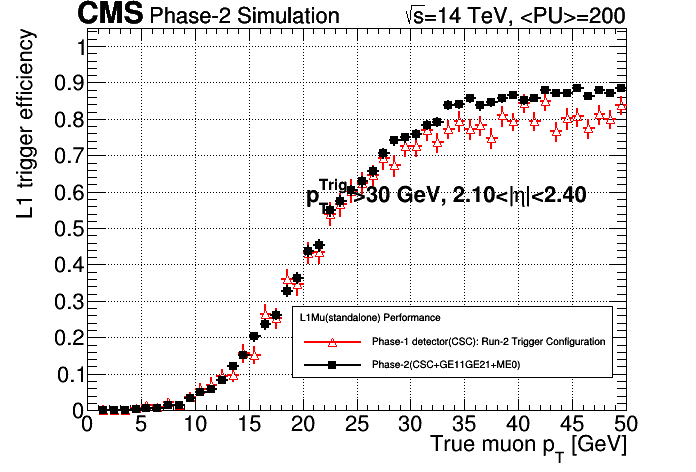 CMS Phase-2 Simulation √s=14 TeV, <PU>=200
L1 trigger efficiency
1
0.9
0.8
0.7
0.6
0.5
0.4
0.3
0.2
0.1
0
p_T^Trig>30 GeV, 2.10<|η|<2.40
L1Mu(standalone) Performance
Phase-1 detector(CSC): Run-2 Trigger Configuration
Phase-2(CSC+GE11GE21+ME0)
0 5 10 15 20 25 30 35 40 45 50
True muon p_T [GeV]